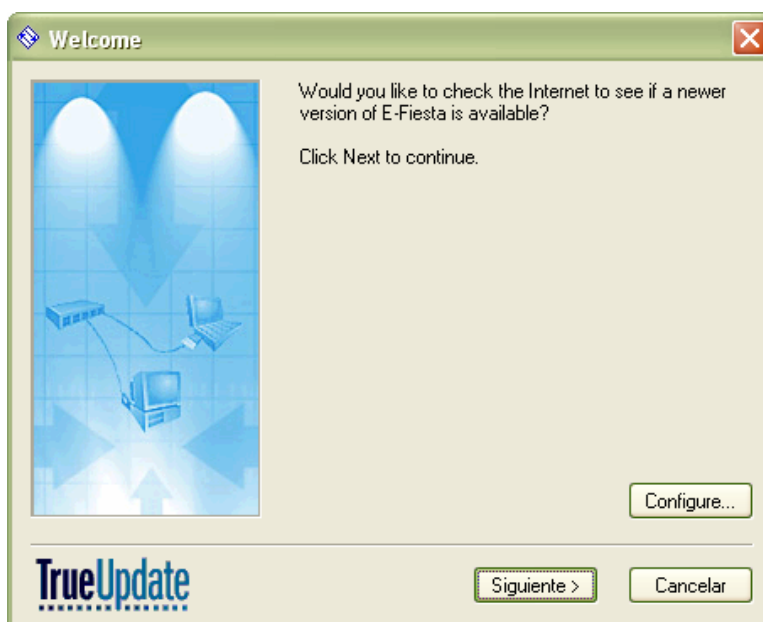 Welcome
Would you like to check the Internet to see if a newer
version of E-Fiesta is available?
Click Next to continue.
Configure...
TrueUpdate
Siguiente >
Cancelar